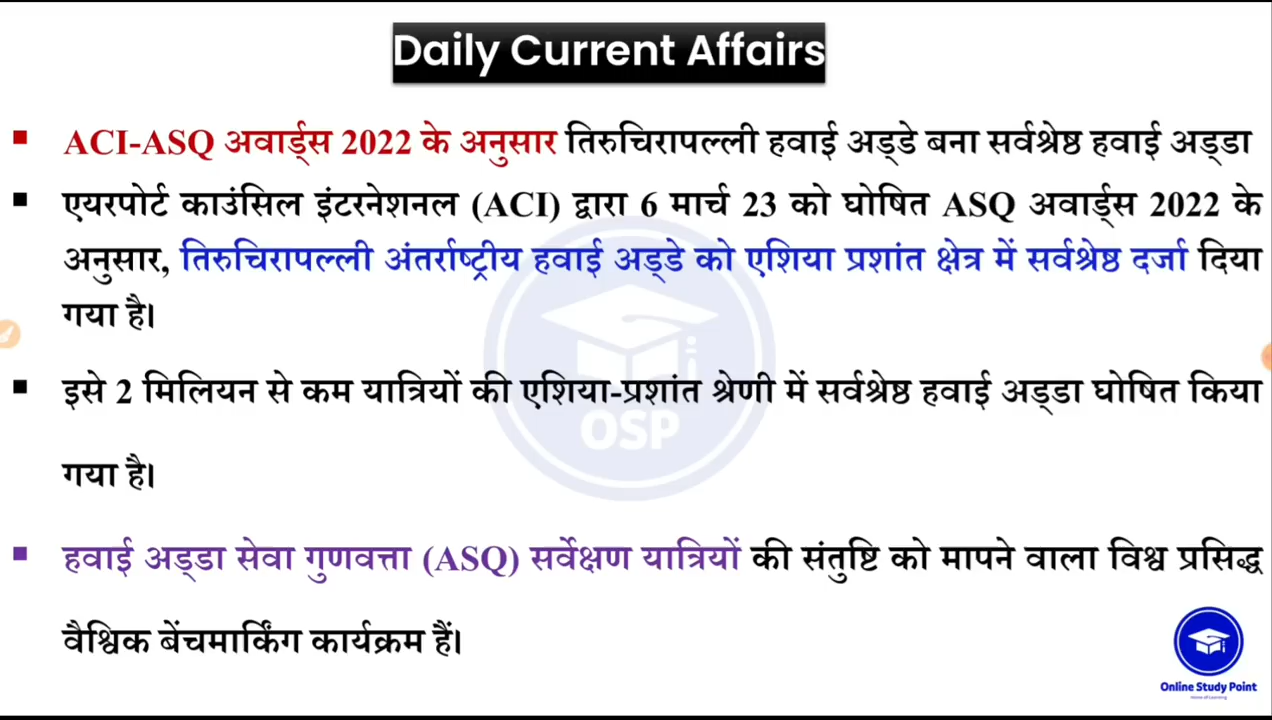 Daily Current Affairs
▪ ACI-ASQ अवार्ड्स 2022 के अनुसार तिरुचिरापल्ली हवाई अड्डे बना सर्वश्रेष्ठ हवाई अड्डा
▪ एयरपोर्ट काउंसिल इंटरनेशनल (ACI) द्वारा 6 मार्च 23 को घोषित ASQ अवार्ड्स 2022 के
अनुसार, तिरुचिरापल्ली अंतर्राष्ट्रीय हवाई अड्डे को एशिया प्रशांत क्षेत्र में सर्वश्रेष्ठ दर्जा दिया
गया है।
▪ इसे 2 मिलियन से कम यात्रियों की एशिया-प्रशांत श्रेणी में सर्वश्रेष्ठ हवाई अड्डा घोषित किया
गया है।
OSP
▪ हवाई अड्डा सेवा गुणवत्ता (ASQ) सर्वेक्षण यात्रियों की संतुष्टि को मापने वाला विश्व प्रसिद्ध
वैश्विक बेंचमार्किंग कार्यक्रम हैं।
Online Study Point
Home of Learning